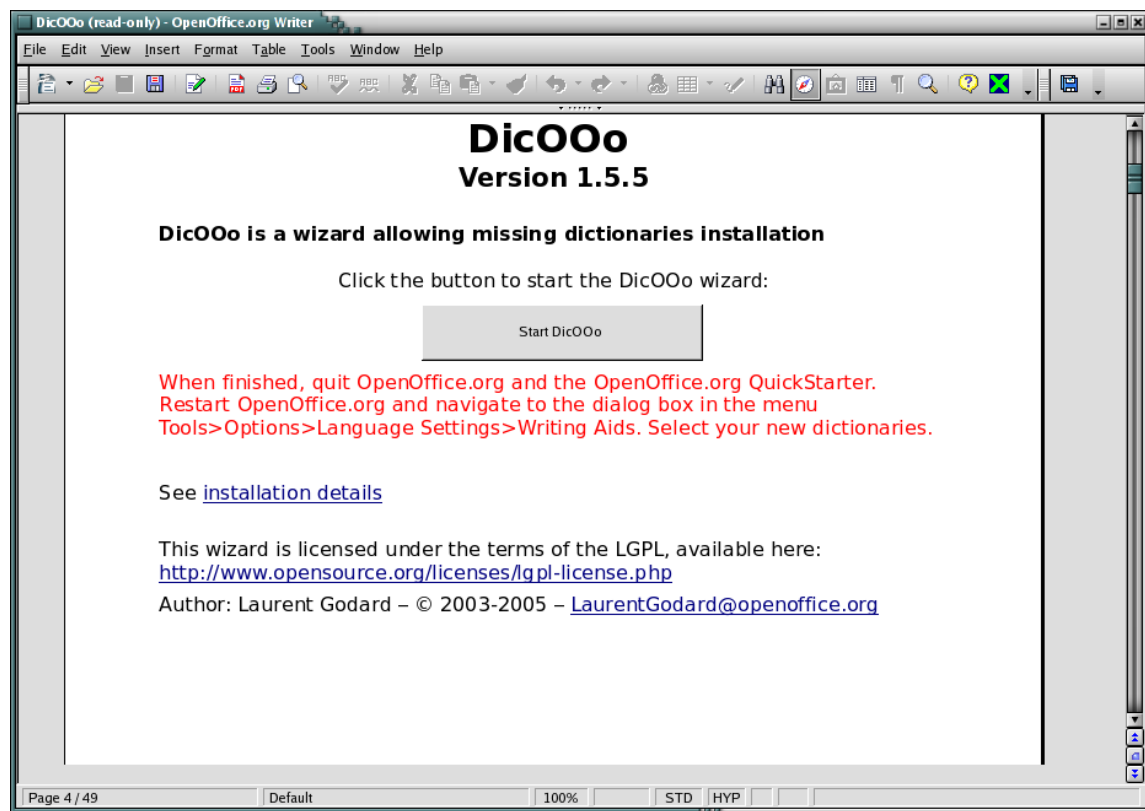 DicOOo (read-only) - OpenOffice.org Writer
File Edit View Insert Format Table Tools Window Help
DicOOo
Version 1.5.5
DicOOo is a wizard allowing missing dictionaries installation
Click the button to start the DicOOo wizard:
Start DicOOo
When finished, quit OpenOffice.org and the OpenOffice.org QuickStarter.
Restart OpenOffice.org and navigate to the dialog box in the menu
Tools>Options>Language Settings>Writing Aids. Select your new dictionaries.
See installation details
This wizard is licensed under the terms of the LGPL, available here:
http://www.opensource.org/licenses/lgpl-license.php
Author: Laurent Godard – © 2003-2005 – LaurentGodard@openoffice.org
Page 4 / 49 Default 100% STD HYP